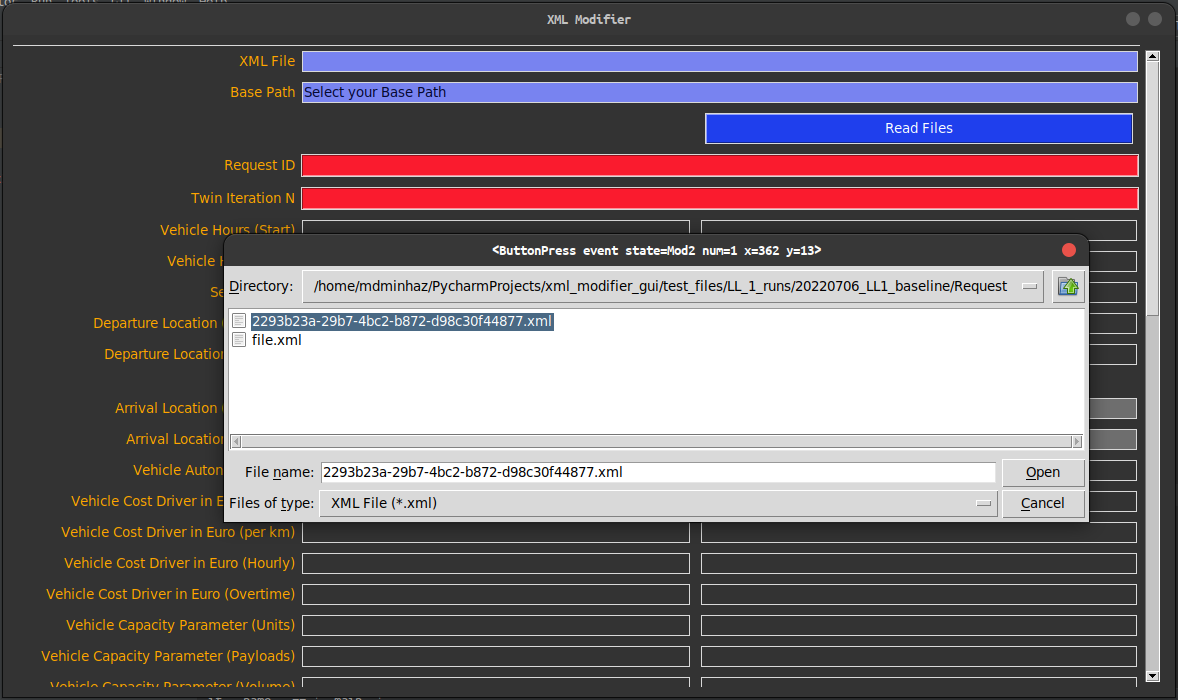 XML Modifier
XML File
Base Path Select your Base Path
Read Files
Request ID
Twin Iteration N
Vehicle Hours (Start)
<ButtonPress event state=Mod2 num=1 x=362 y=13>
Vehicle
Directory: /home/mdminhaz/PycharmProjects/xml_modifier_gui/test_files/LL_1_runs/20220706_LL1_baseline/Request
2293b23a-29b7-4bc2-b872-d98c30f44877.xml
Departure Location
file.xml
Departure Location
Arrival Location
Arrival Location
Vehicle
File name: 2293b23a-29b7-4bc2-b872-d98c30f44877.xml Open
Vehicle Cost Driver in
Files of type: XML File (*.xml) Cancel
Vehicle Cost Driver in Euro (per km)
Vehicle Cost Driver in Euro (Hourly)
Vehicle Cost Driver in Euro (Overtime)
Vehicle Capacity Parameter (Units)
Vehicle Capacity Parameter (Payloads)
Vehicle Capacity Parameter (Volume)